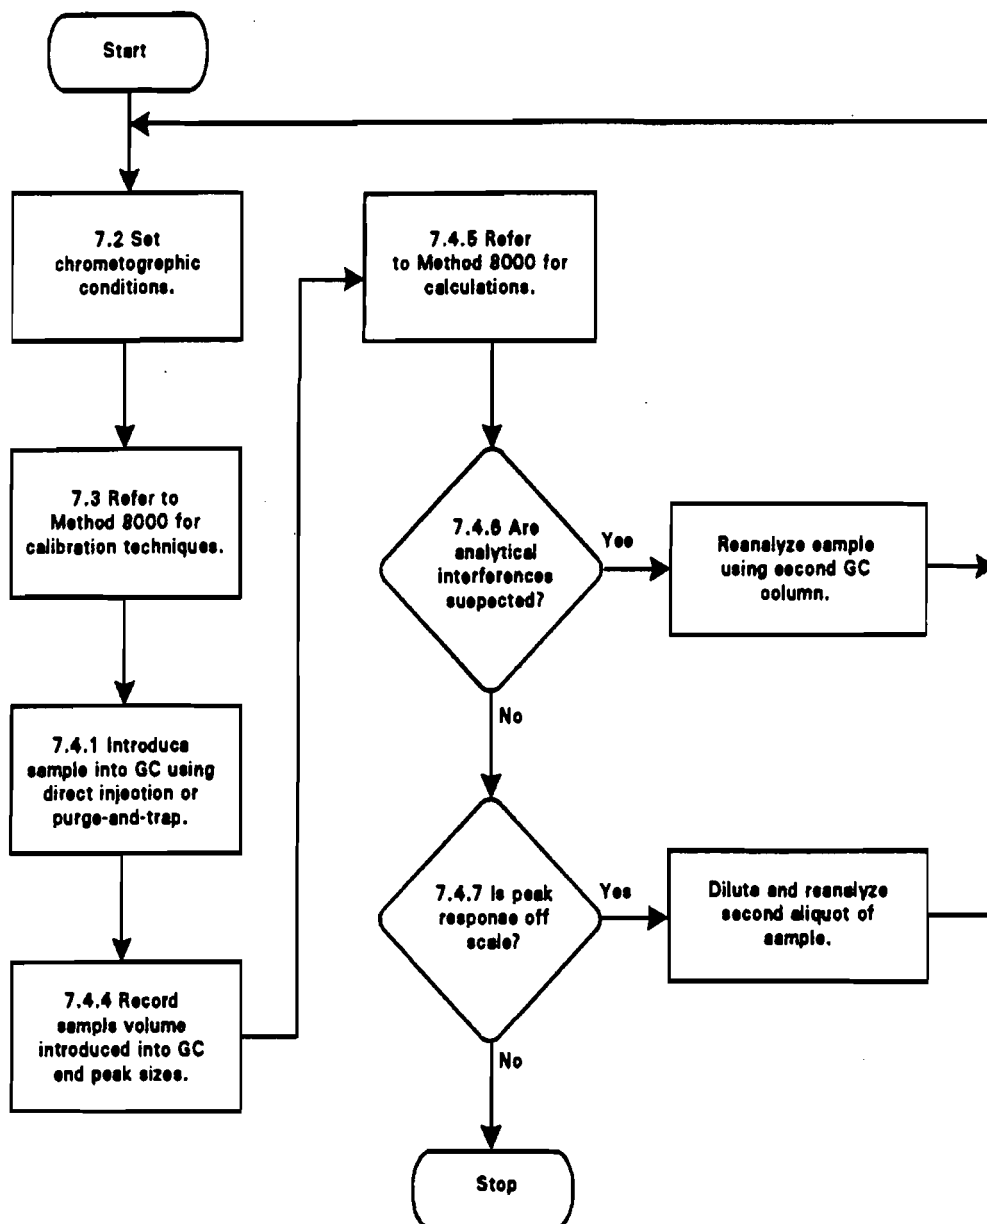 Start
7.2 Set
chrometographic
conditions.
7.3 Refer to
Method 8000 for
calibration techniques.
7.4.1 Introduce
sample into GC using
direct injection or
purge-and-trap.
7.4.4 Record
sample volume
introduced into GC
end peak sizes.
7.4.5 Refer
to Method 8000 for
calculations.
7.4.6 Are
analytical
interferences
suspected?
Yes
Reanalyze sample
using second GC
column.
No
7.4.7 Is peak
response off
scale?
Yes
Dilute and reanalyze
second aliquot of
sample.
No
Stop